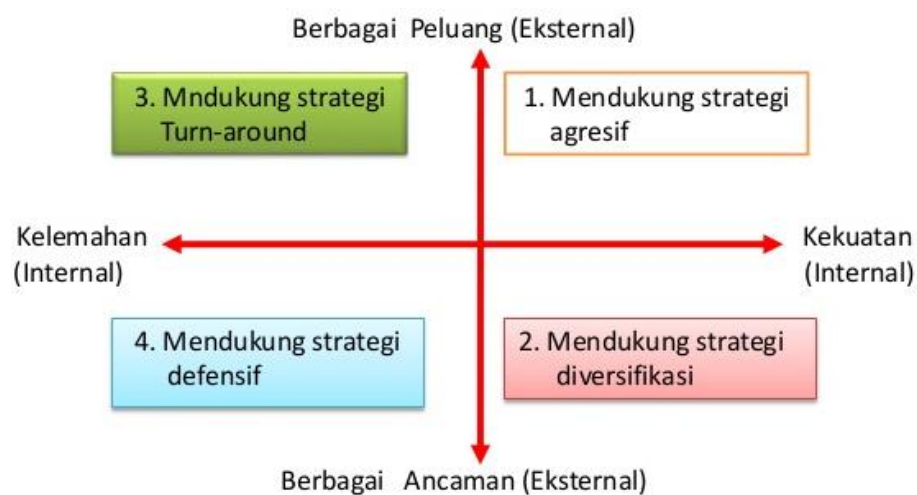 Berbagai Peluang (Eksternal)
3. Mndukung strategi
Turn-around
1. Mendukung strategi
agresif
Kelemahan
(Internal)
Kekuatan
(Internal)
4. Mendukung strategi
defensif
2. Mendukung strategi
diversifikasi
Berbagai Ancaman (Eksternal)